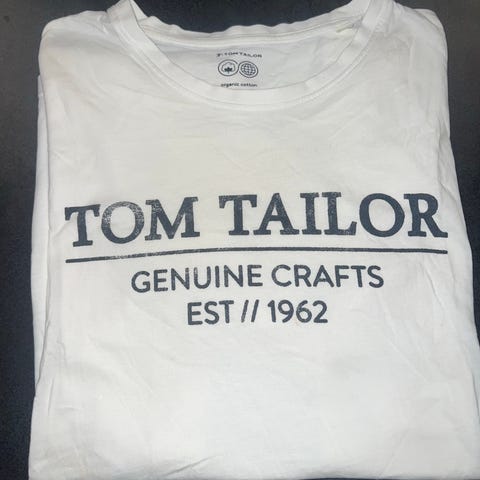 TOM TAILOR
organic cotton
TOM TAILOR
GENUINE CRAFTS
EST // 1962